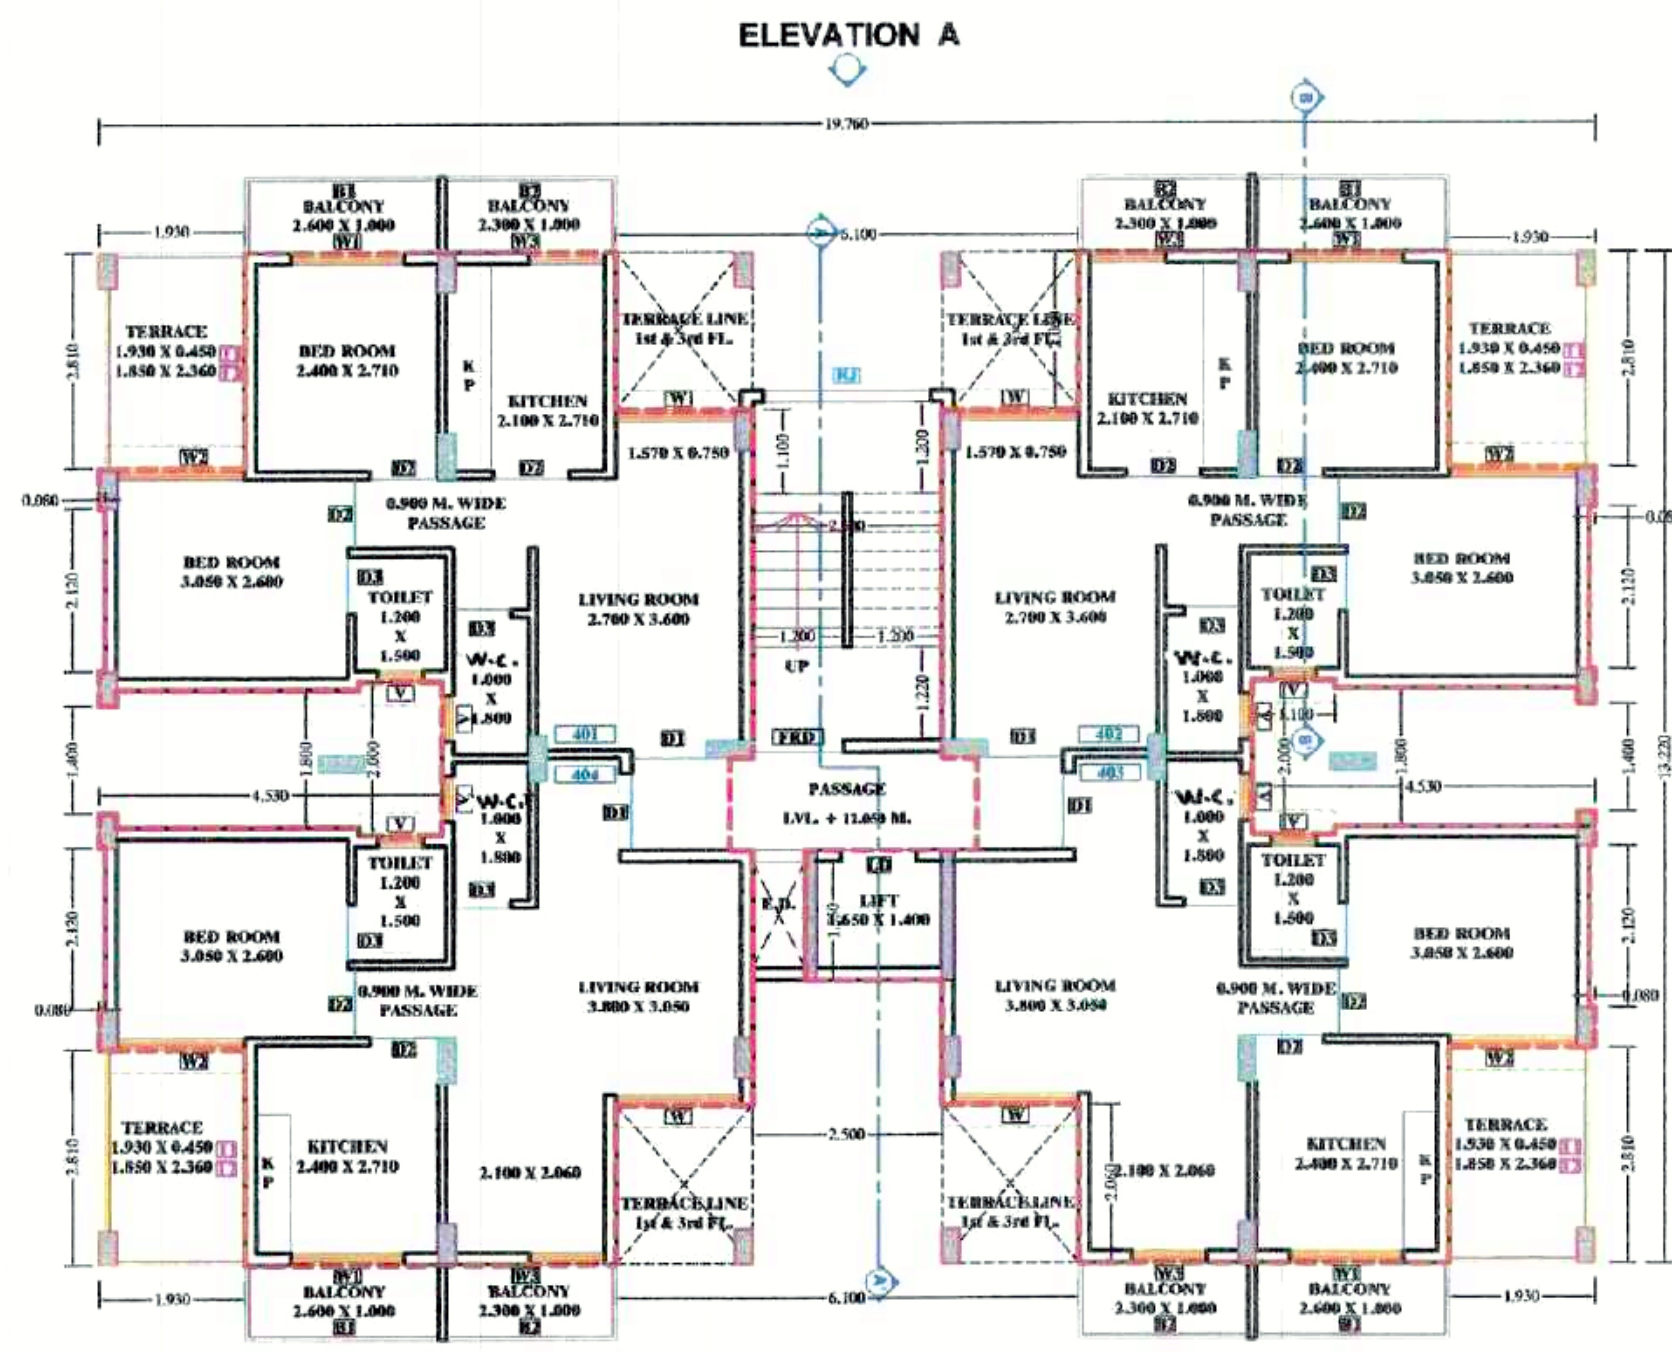 ELEVATION A
B
19.760
B1
BALCONY
2.600 X 1.000
W1
B2
BALCONY
2.300 X 1.000
W3
B2
BALCONY
2.300 X 1.000
W3
B1
BALCONY
2.600 X 1.000
W1
1.930
A
6.100
1.930
TERRACE
1.930 X 0.450
1.850 X 2.360
W2
2.810
BED ROOM
2.400 X 2.710
D2
K
P
KITCHEN
2.100 X 2.710
D2
TERRACE LINE
1st & 3rd FL.
W
1.570 X 0.750
TERRACE LINE
1st & 3rd FL.
W
1.570 X 0.750
KITCHEN
2.100 X 2.710
D2
K
P
BED ROOM
2.400 X 2.710
D2
TERRACE
1.930 X 0.450
1.850 X 2.360
W2
2.810
1.100
1.200
0.080
0.900 M. WIDE
PASSAGE
D2
BED ROOM
3.050 X 2.600
2.120
D3
TOILET
1.200
X
1.500
V
D3
W.C.
1.000
X
1.800
V
LIVING ROOM
2.700 X 3.600
401
D1
1.200
1.200
UP
1.220
FRD
LIVING ROOM
2.700 X 3.600
402
D1
0.900 M. WIDE
PASSAGE
D2
D3
W.C.
1.000
X
1.800
D3
TOILET
1.200
X
1.500
V
BED ROOM
3.050 X 2.600
2.120
1.400
1.800
2.000
4.530
B
2.000
1.800
4.530
1.400
13.220
404
D1
PASSAGE
LVL. + 12.050 M.
403
D1
V
W.C.
1.000
X
1.800
D3
V
TOILET
1.200
X
1.500
D3
BED ROOM
3.050 X 2.600
2.120
0.900 M. WIDE
PASSAGE
D2
0.080
LIVING ROOM
3.800 X 3.050
E.D.
LD
LIFT
1.650 X 1.400
LIVING ROOM
3.800 X 3.050
W.C.
1.000
X
1.800
D3
V
TOILET
1.200
X
1.500
D3
BED ROOM
3.050 X 2.600
2.120
0.900 M. WIDE
PASSAGE
D2
0.080
W2
TERRACE
1.930 X 0.450
1.850 X 2.360
2.810
D2
KITCHEN
2.400 X 2.710
K
P
2.100 X 2.060
W
TERRACE LINE
1st & 3rd FL.
2.500
W
TERRACE LINE
1st & 3rd FL.
2.060
2.100 X 2.060
D2
KITCHEN
2.400 X 2.710
K
P
W2
TERRACE
1.930 X 0.450
1.850 X 2.360
2.810
1.930
W1
BALCONY
2.600 X 1.000
B1
W3
BALCONY
2.300 X 1.000
B2
6.100
A
W3
BALCONY
2.300 X 1.000
B2
W1
BALCONY
2.600 X 1.000
B1
1.930